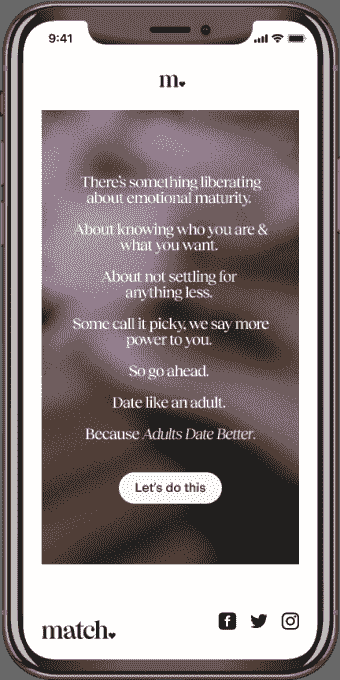 9:41
m
There's something liberating
about emotional maturity.
About knowing who you are &
what you want.
About not settling for
anything less.
Some call it picky, we say more
power to you.
So go ahead.
Date like an adult.
Because Adults Date Better.
Let's do this
match